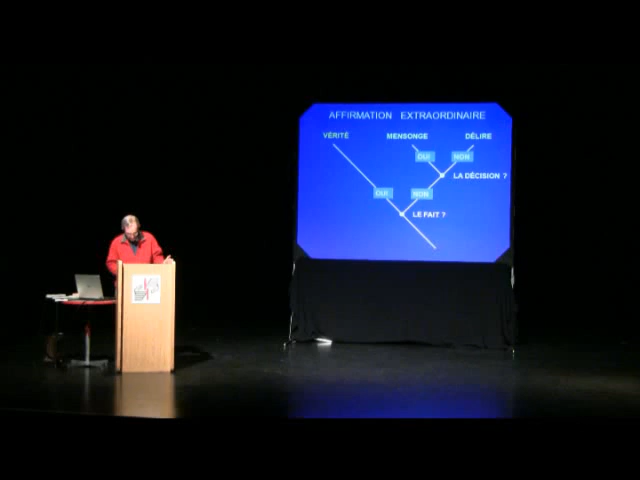 AFFIRMATION EXTRAORDINAIRE
VÉRITÉ MENSONGE DÉLIRE
OUI NON
LA DÉCISION ?
OUI NON
LE FAIT ?